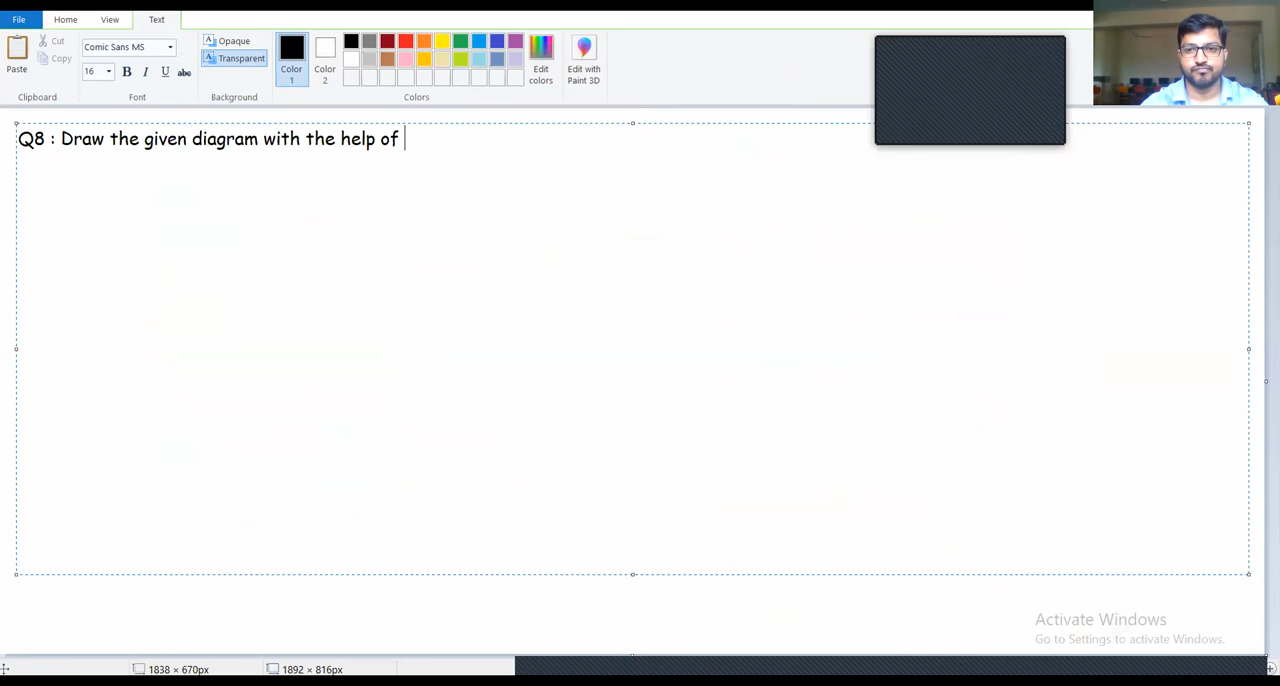 File Home View Text
Cut
Copy
Paste
Clipboard
Comic Sans MS
16 B I U abc
Font
Opaque
Transparent
Background
Color 1
Color 2
Edit colors
Edit with Paint 3D
Colors
Q8 : Draw the given diagram with the help of
Activate Windows
Go to Settings to activate Windows.
1838 × 670px 1892 × 816px